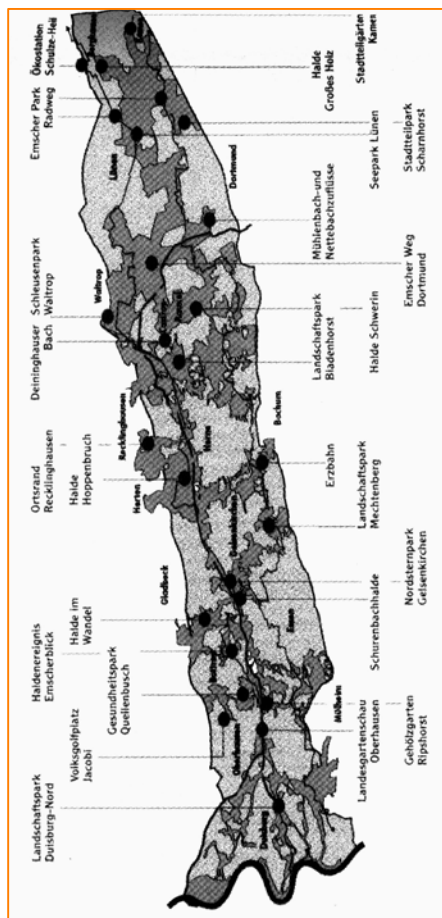 Landschaftspark
Duisburg-Nord
Volksgolfplatz
Jacobi
Gesundheitspark
Quellenbusch
Haldenereignis
Emscherblick
Halde im
Wandel
Ortsrand
Recklinghausen
Halde
Hoppenbruch
Deininghauser
Bach
Schleusenpark
Waltrop
Emscher Park
Radweg
Ökostation
Schulze-Heil
Duisburg
Oberhausen
Mülheim
Bottrop
Essen
Gladbeck
Gelsenkirchen
Herten
Recklinghausen
Herne
Bochum
Waltrop
Dortmund
Lünen
Landesgartenschau
Oberhausen
Gehölzgarten
Ripshorst
Schurenbachhalde
Nordsternpark
Gelsenkirchen
Landschaftspark
Mechtenberg
Erzbahn
Landschaftspark
Bladenhorst
Halde Schwerin
Emscher Weg
Dortmund
Mühlenbach-und
Nettebachzuflüsse
Seepark Lünen
Stadtteilpark
Scharnhorst
Halde
Großes Holz
Stadtteilgärten
Kamen